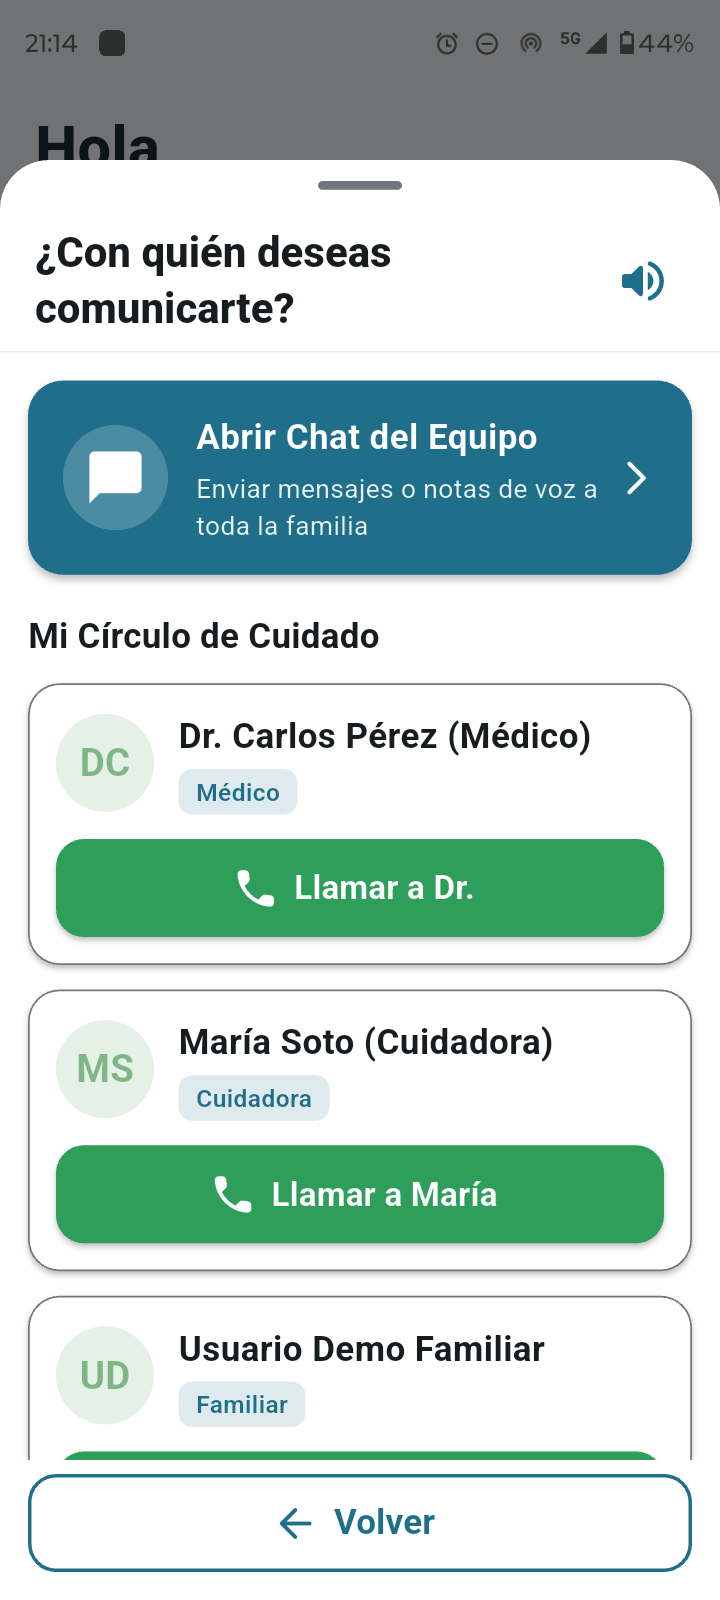 21:14
5G
44%
Hola
¿Con quién deseas
comunicarte?
Abrir Chat del Equipo
Enviar mensajes o notas de voz a
toda la familia
Mi Círculo de Cuidado
DC
Dr. Carlos Pérez (Médico)
Médico
Llamar a Dr.
MS
María Soto (Cuidadora)
Cuidadora
Llamar a María
UD
Usuario Demo Familiar
Familiar
Volver